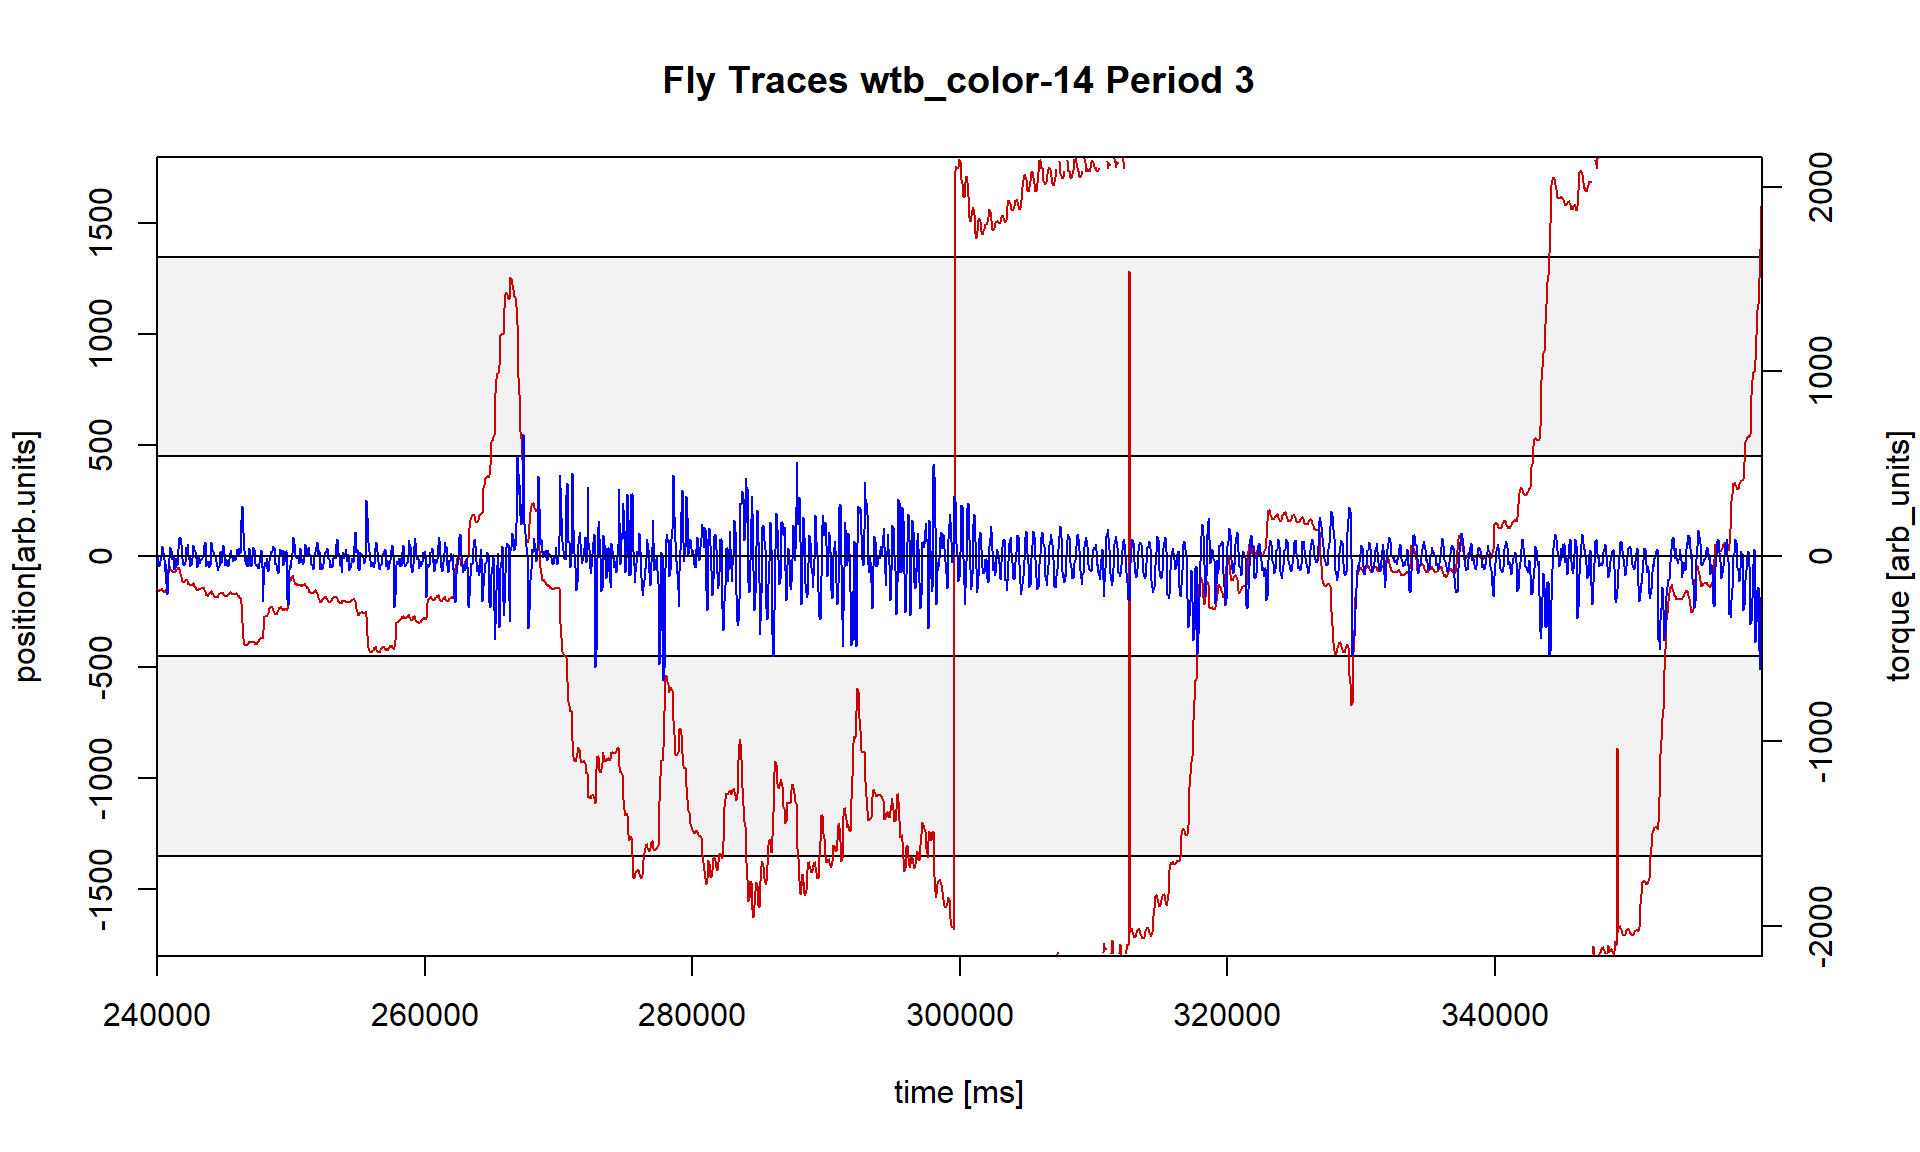 Fly Traces wtb_color-14 Period 3
position[arb.units]
1500
1000
500
0
-500
-1000
-1500
2000
1000
0
-1000
-2000
torque [arb_units]
240000 260000 280000 300000 320000 340000
time [ms]